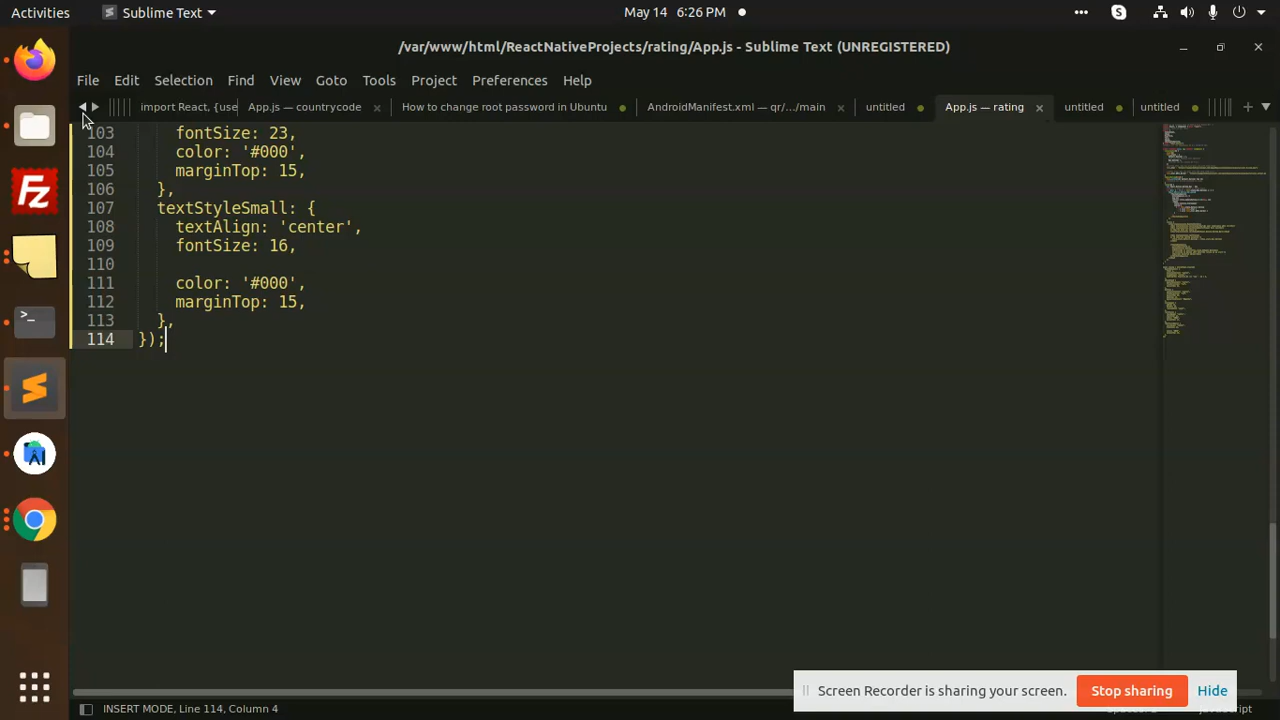 Activities
Sublime Text
May 14 6:26 PM
/var/www/html/ReactNativeProjects/rating/App.js - Sublime Text (UNREGISTERED)
File Edit Selection Find View Goto Tools Project Preferences Help
import React, {use App.js — countrycode How to change root password in Ubuntu AndroidManifest.xml — qr/.../main untitled App.js — rating untitled untitled
103 fontSize: 23,
104 color: '#000',
105 marginTop: 15,
106 },
107 textStyleSmall: {
108 textAlign: 'center',
109 fontSize: 16,
110
111 color: '#000',
112 marginTop: 15,
113 },
114 });
Screen Recorder is sharing your screen. Stop sharing Hide
INSERT MODE, Line 114, Column 4